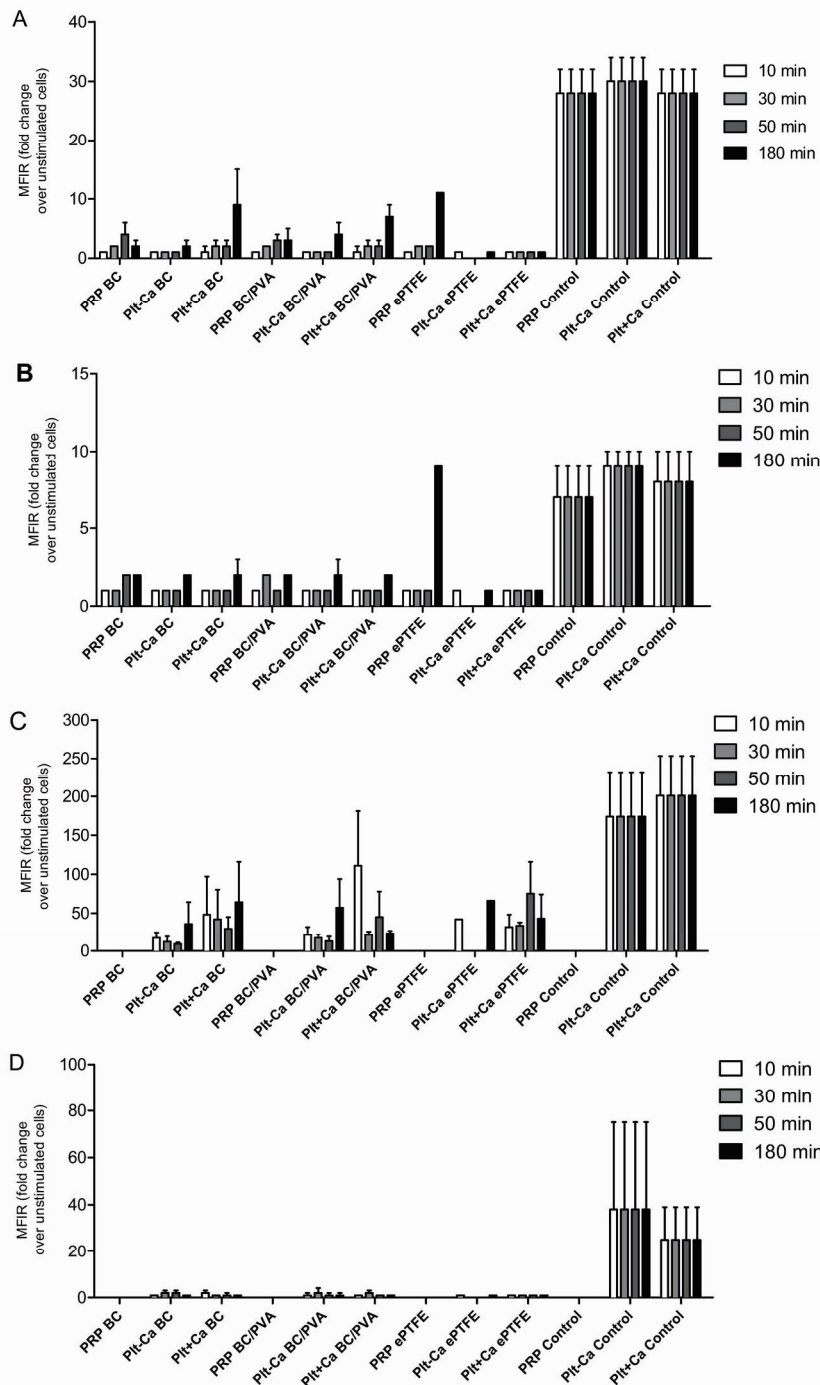 A
MFIR (fold change
over unstimulated cells)
40
30
20
10
0
10 min
30 min
50 min
180 min
PRP BC
Plt-Ca BC
Plt+Ca BC
PRP BC/PVA
Plt-Ca BC/PVA
Plt+Ca BC/PVA
PRP ePTFE
Plt-Ca ePTFE
Plt+Ca ePTFE
PRP Control
Plt-Ca Control
Plt+Ca Control
B
MFIR (fold change
over unstimulated cells)
15
10
5
0
10 min
30 min
50 min
180 min
PRP BC
Plt-Ca BC
Plt+Ca BC
PRP BC/PVA
Plt-Ca BC/PVA
Plt+Ca BC/PVA
PRP ePTFE
Plt-Ca ePTFE
Plt+Ca ePTFE
PRP Control
Plt-Ca Control
Plt+Ca Control
C
MFIR (fold change
over unstimulated cells)
300
250
200
150
100
50
0
10 min
30 min
50 min
180 min
PRP BC
Plt-Ca BC
Plt+Ca BC
PRP BC/PVA
Plt-Ca BC/PVA
Plt+Ca BC/PVA
PRP ePTFE
Plt-Ca ePTFE
Plt+Ca ePTFE
PRP Control
Plt-Ca Control
Plt+Ca Control
D
MFIR (fold change
over unstimulated cells)
100
80
60
40
20
0
10 min
30 min
50 min
180 min
PRP BC
Plt-Ca BC
Plt+Ca BC
PRP BC/PVA
Plt-Ca BC/PVA
Plt+Ca BC/PVA
PRP ePTFE
Plt-Ca ePTFE
Plt+Ca ePTFE
PRP Control
Plt-Ca Control
Plt+Ca Control